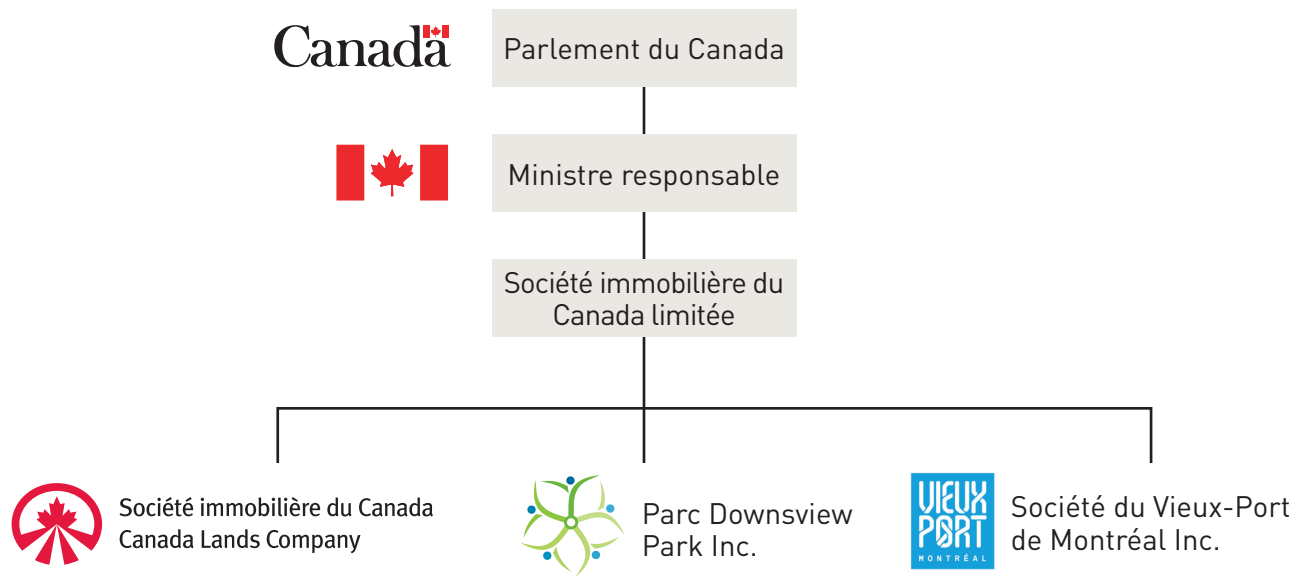 Canada
Parlement du Canada
Ministre responsable
Société immobilière du
Canada limitée
Société immobilière du Canada
Canada Lands Company
Parc Downsview
Park Inc.
VIEUX
PORT
MONTRÉAL
Société du Vieux-Port
de Montréal Inc.